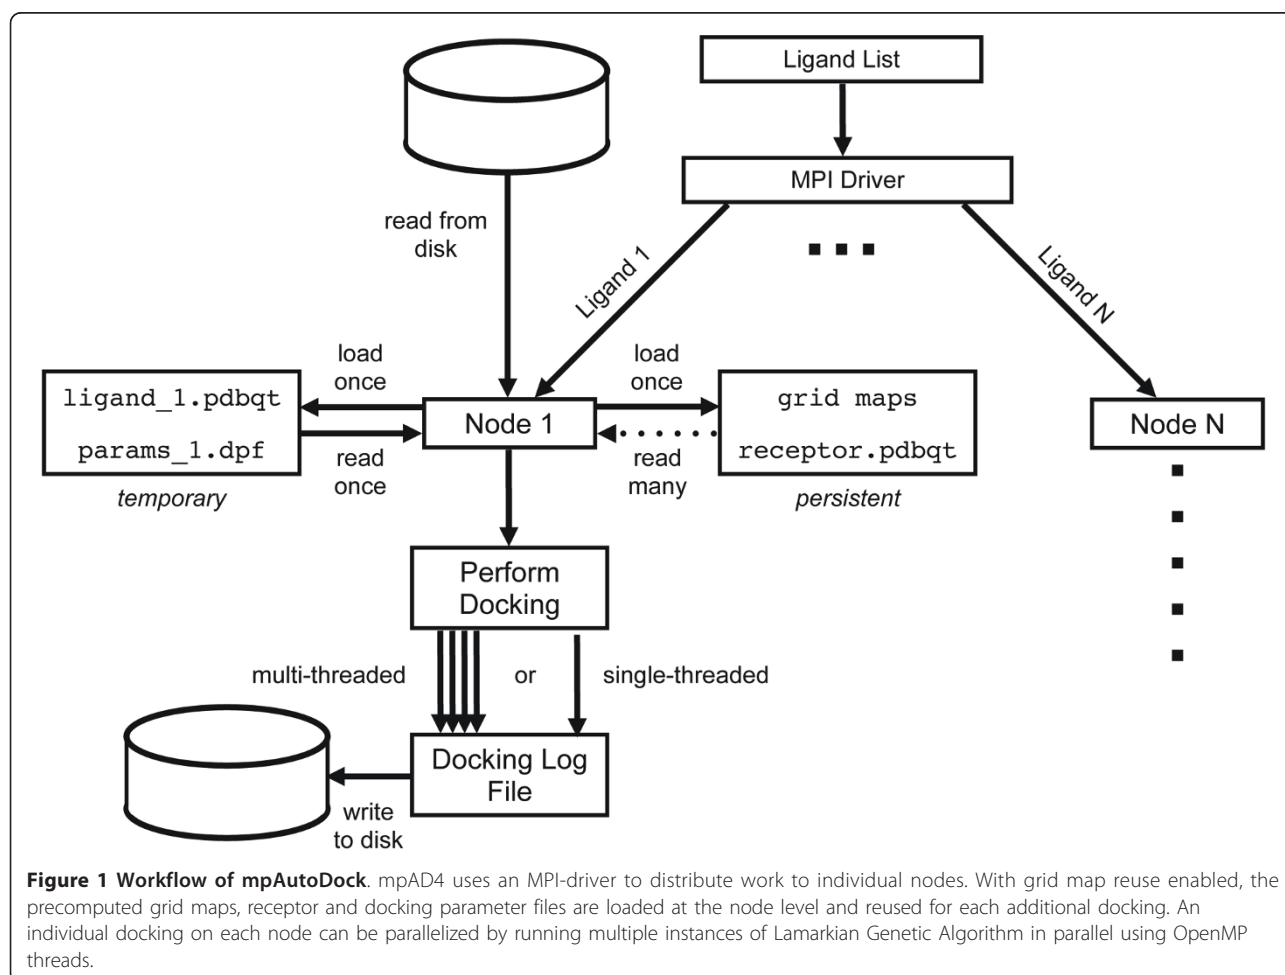 Ligand List
MPI Driver
read from
disk
Ligand 1
Ligand N
load
once
load
once
ligand_1.pdbqt
params_1.dpf
Node 1
grid maps
receptor.pdbqt
Node N
read
once
read
many
temporary
persistent
Perform
Docking
multi-threaded
or
single-threaded
Docking Log
File
write
to disk
Figure 1 Workflow of mpAutoDock. mpAD4 uses an MPI-driver to distribute work to individual nodes. With grid map reuse enabled, the
precomputed grid maps, receptor and docking parameter files are loaded at the node level and reused for each additional docking. An
individual docking on each node can be parallelized by running multiple instances of Lamarkian Genetic Algorithm in parallel using OpenMP
threads.